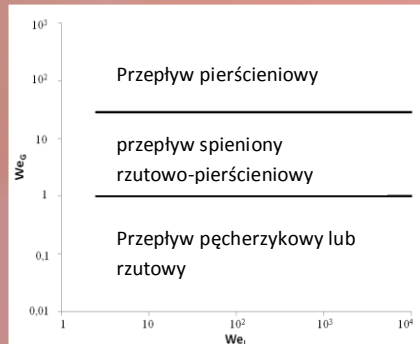 10³
10²
10
1
0,1
0,01
We_G
Przepływ pierścieniowy
przepływ spieniony
rzutowo-pierścieniowy
Przepływ pęcherzykowy lub
rzutowy
1 10 10² 10³ 10⁴
We_L